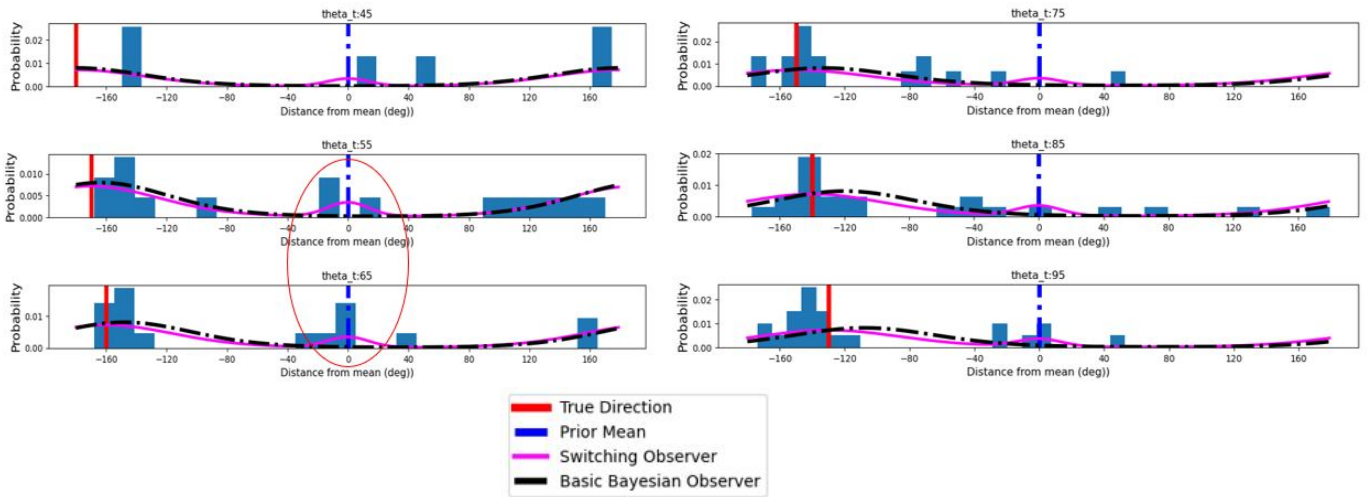 theta_t:45
Probability
0.02
0.01
0.00
−160 −120 −80 −40 0 40 80 120 160
Distance from mean (deg))
theta_t:55
Probability
0.010
0.005
0.000
−160 −120 −80 −40 0 40 80 120 160
Distance from mean (deg))
theta_t:65
Probability
0.01
0.00
−160 −120 −80 −40 0 40 80 120 160
Distance from mean (deg))
theta_t:75
Probability
0.02
0.01
0.00
−160 −120 −80 −40 0 40 80 120 160
Distance from mean (deg))
theta_t:85
Probability
0.02
0.01
0.00
−160 −120 −80 −40 0 40 80 120 160
Distance from mean (deg))
theta_t:95
Probability
0.02
0.01
0.00
−160 −120 −80 −40 0 40 80 120 160
Distance from mean (deg))
True Direction
Prior Mean
Switching Observer
Basic Bayesian Observer